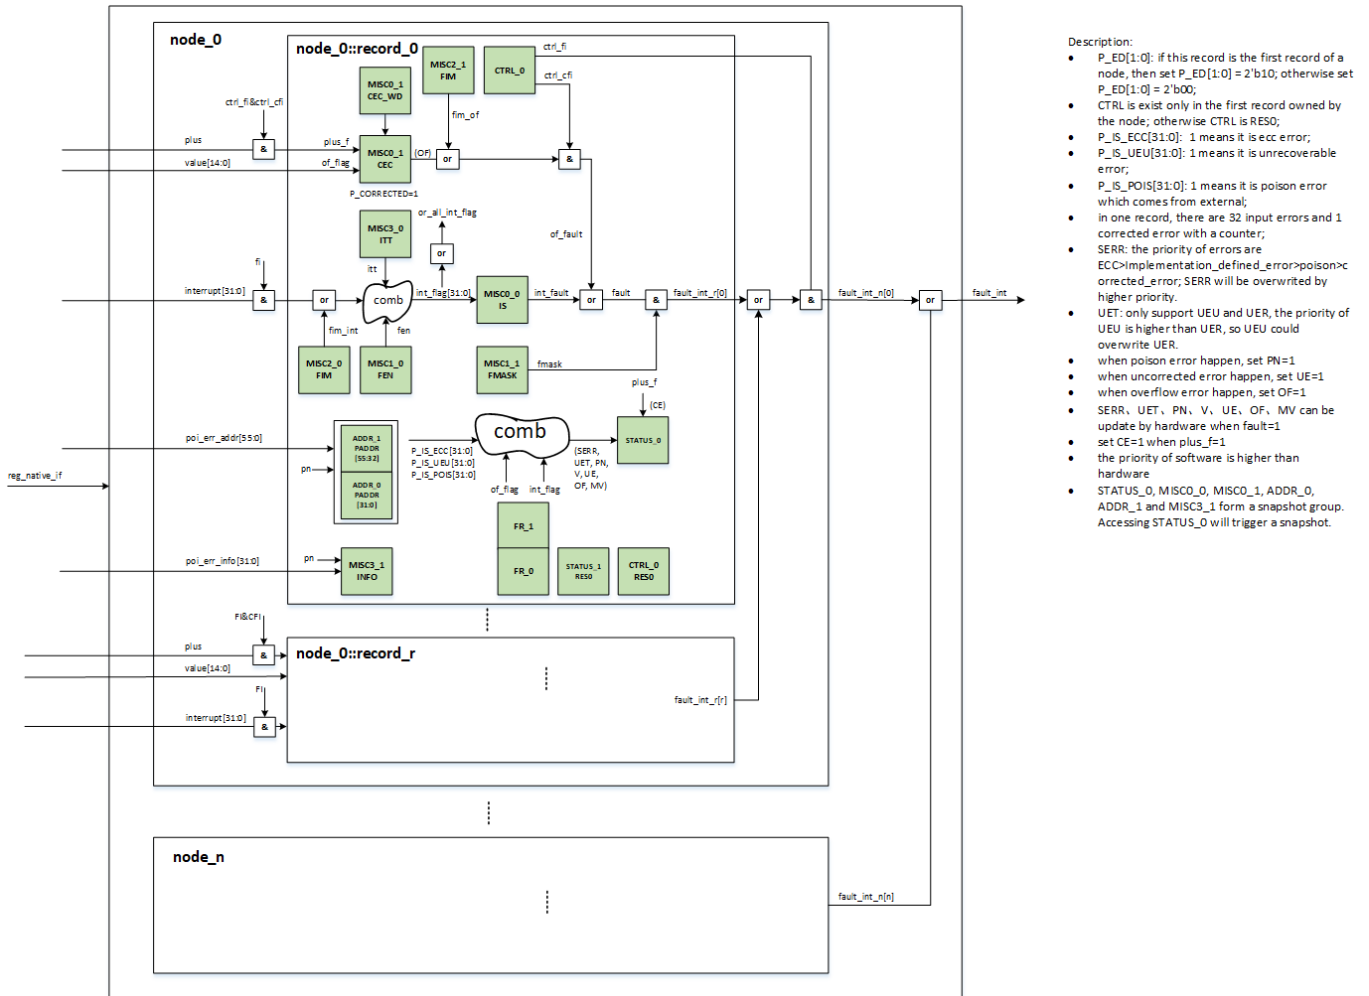 node_0
node_0::record_0
MISC2_1
FIM
CTRL_0
ctrl_fi
ctrl_cfi
MISC0_1
CEC_WD
ctrl_fi&ctrl_cfi
fim_of
plus
&
plus_f
value[14:0]
of_flag
MISC0_1
CEC
(OF)
or
&
P_CORRECTED=1
or_all_int_flag
MISC3_0
ITT
or
of_fault
fi
itt
interrupt[31:0]
&
or
comb
int_flag[31:0]
MISC0_0
IS
int_fault
or
fault
&
fault_int_r[0]
or
&
fault_int_n[0]
or
fault_int
fim_int
fen
MISC2_0
FIM
MISC1_0
FEN
MISC1_1
FMASK
fmask
plus_f
(CE)
poi_err_addr[55:0]
pn
ADDR_1
PADDR
[55:32]
ADDR_0
PADDR
[31:0]
P_IS_ECC[31:0]
P_IS_UEU[31:0]
P_IS_POIS[31:0]
comb
(SERR,
UET, PN,
V, UE,
OF, MV)
STATUS_0
reg_native_if
of_flag
int_flag
FR_1
FR_0
STATUS_1
RES0
CTRL_0
RES0
poi_err_info[31:0]
pn
MISC3_1
INFO
FI&CFI
plus
&
value[14:0]
FI
interrupt[31:0]
&
node_0::record_r
fault_int_r[r]
node_n
fault_int_n[n]
Description:
• P_ED[1:0]: if this record is the first record of a
node, then set P_ED[1:0] = 2'b10; otherwise set
P_ED[1:0] = 2'b00;
• CTRL is exist only in the first record owned by
the node; otherwise CTRL is RES0;
• P_IS_ECC[31:0]: 1 means it is ecc error;
• P_IS_UEU[31:0]: 1 means it is unrecoverable
error;
• P_IS_POIS[31:0]: 1 means it is poison error
which comes from external;
• in one record, there are 32 input errors and 1
corrected error with a counter;
• SERR: the priority of errors are
ECC>Implementation_defined_error>poison>c
orrected_error; SERR will be overwrited by
higher priority.
• UET: only support UEU and UER, the priority of
UEU is higher than UER, so UEU could
overwrite UER.
• when poison error happen, set PN=1
• when uncorrected error happen, set UE=1
• when overflow error happen, set OF=1
• SERR、UET、PN、V、UE、OF、MV can be
update by hardware when fault=1
• set CE=1 when plus_f=1
• the priority of software is higher than
hardware
• STATUS_0, MISC0_0, MISC0_1, ADDR_0,
ADDR_1 and MISC3_1 form a snapshot group.
Accessing STATUS_0 will trigger a snapshot.